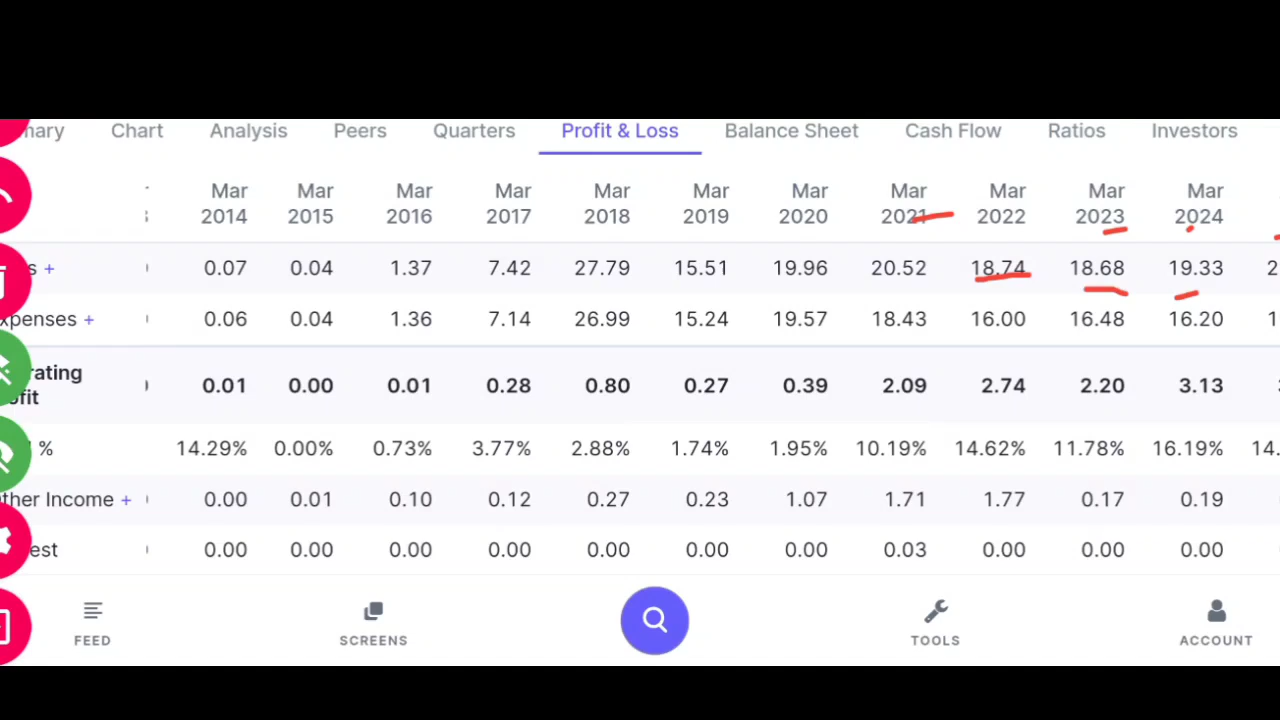 mary Chart Analysis Peers Quarters Profit & Loss Balance Sheet Cash Flow Ratios Investors
Mar Mar Mar Mar Mar Mar Mar Mar Mar Mar Mar
2014 2015 2016 2017 2018 2019 2020 2021 2022 2023 2024
s + 0.07 0.04 1.37 7.42 27.79 15.51 19.96 20.52 18.74 18.68 19.33 2
xpenses + 0.06 0.04 1.36 7.14 26.99 15.24 19.57 18.43 16.00 16.48 16.20 1
rating
ofit 0.01 0.00 0.01 0.28 0.80 0.27 0.39 2.09 2.74 2.20 3.13
% 14.29% 0.00% 0.73% 3.77% 2.88% 1.74% 1.95% 10.19% 14.62% 11.78% 16.19% 14.
ther Income + 0.00 0.01 0.10 0.12 0.27 0.23 1.07 1.71 1.77 0.17 0.19
est 0.00 0.00 0.00 0.00 0.00 0.00 0.00 0.03 0.00 0.00 0.00
FEED SCREENS TOOLS ACCOUNT